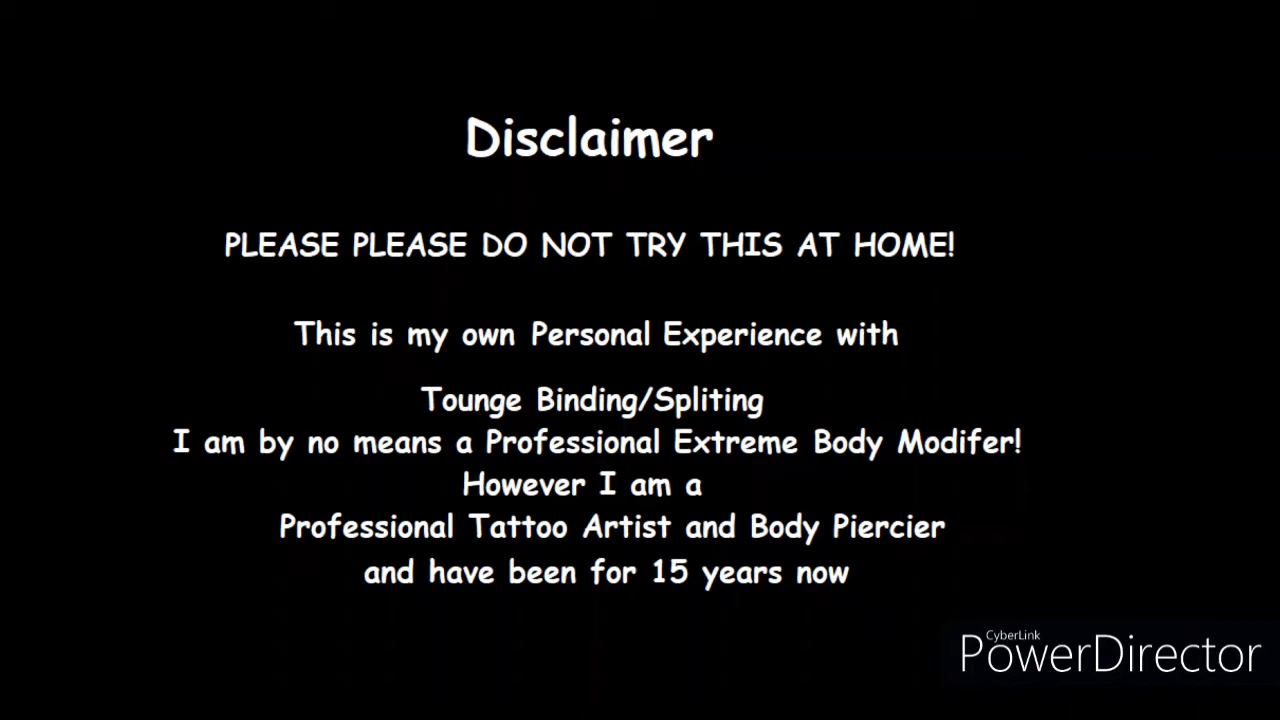 Disclaimer
PLEASE PLEASE DO NOT TRY THIS AT HOME!
This is my own Personal Experience with
Tounge Binding/Spliting
I am by no means a Professional Extreme Body Modifer!
However I am a
Professional Tattoo Artist and Body Piercier
and have been for 15 years now
CyberLink
PowerDirector